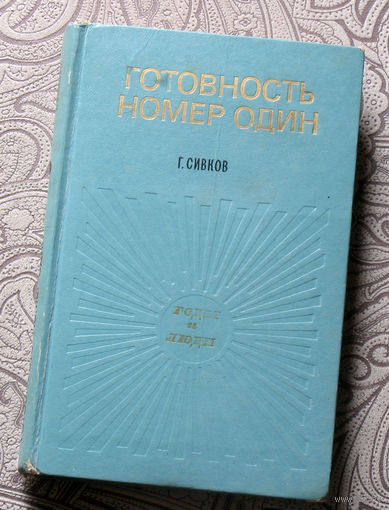 ГОТОВНОСТЬ
НОМЕР ОДИН
Г. СИВКОВ
ГОДЫ
И
ЛЮДИ